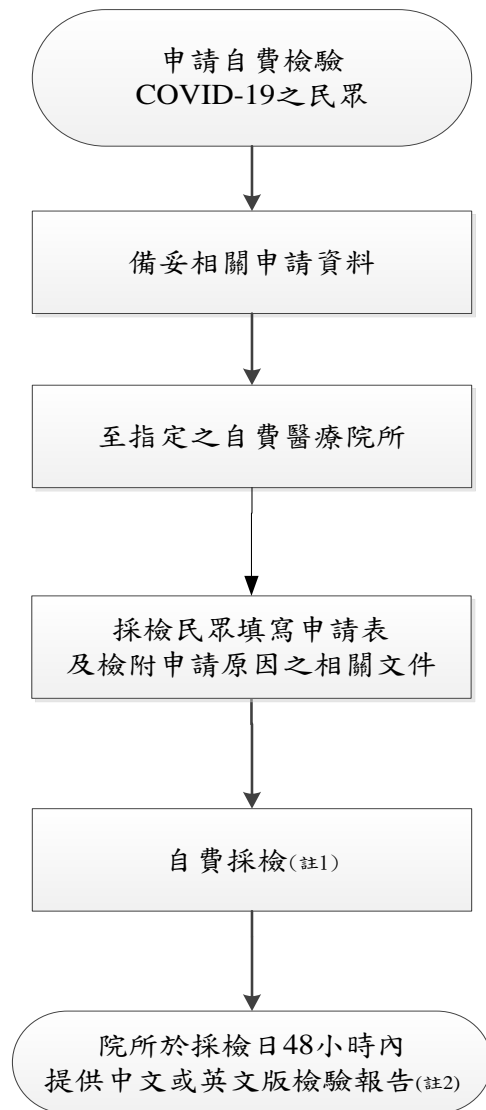 申請自費檢驗
COVID-19之民眾
備妥相關申請資料
至指定之自費醫療院所
採檢民眾填寫申請表
及檢附申請原因之相關文件
自費採檢(註1)
院所於採檢日48小時內
提供中文或英文版檢驗報告(註2)